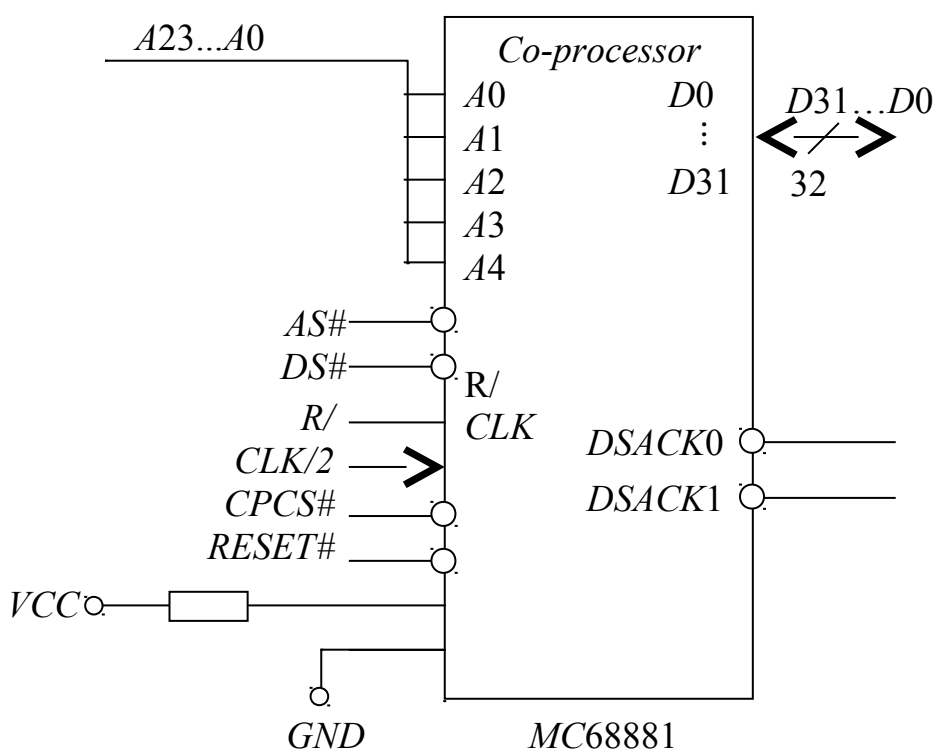 A23...A0
Co-processor
A0
D0
D31...D0
A1
⋮
A2
D31
32
A3
A4
AS#
DS#
R/
R/
CLK
DSACK0
CLK/2
CPCS#
DSACK1
RESET#
VCC
GND
MC68881